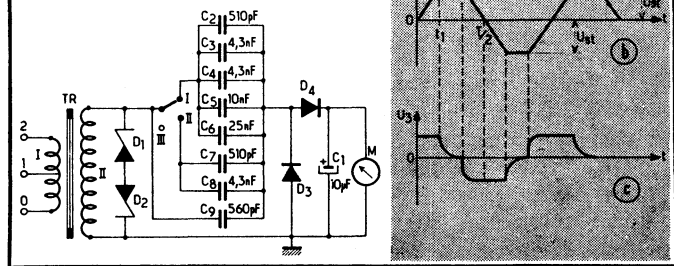 C2 510pF
C3 4,3nF
C4 4,3nF
C5 10nF
C6 25nF
C7 510pF
C8 4,3nF
C9 560pF
TR
2
1
0
I
II
D1
D2
I
II
III
D4
D3
+
C1
10µF
M
0
t1
T/2
Ust
Ust
t
b
U3
0
t
c